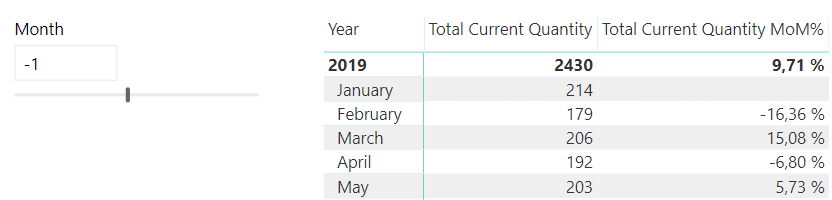 Month
-1
Year Total Current Quantity Total Current Quantity MoM%
2019 2430 9,71 %
January 214
February 179 -16,36 %
March 206 15,08 %
April 192 -6,80 %
May 203 5,73 %